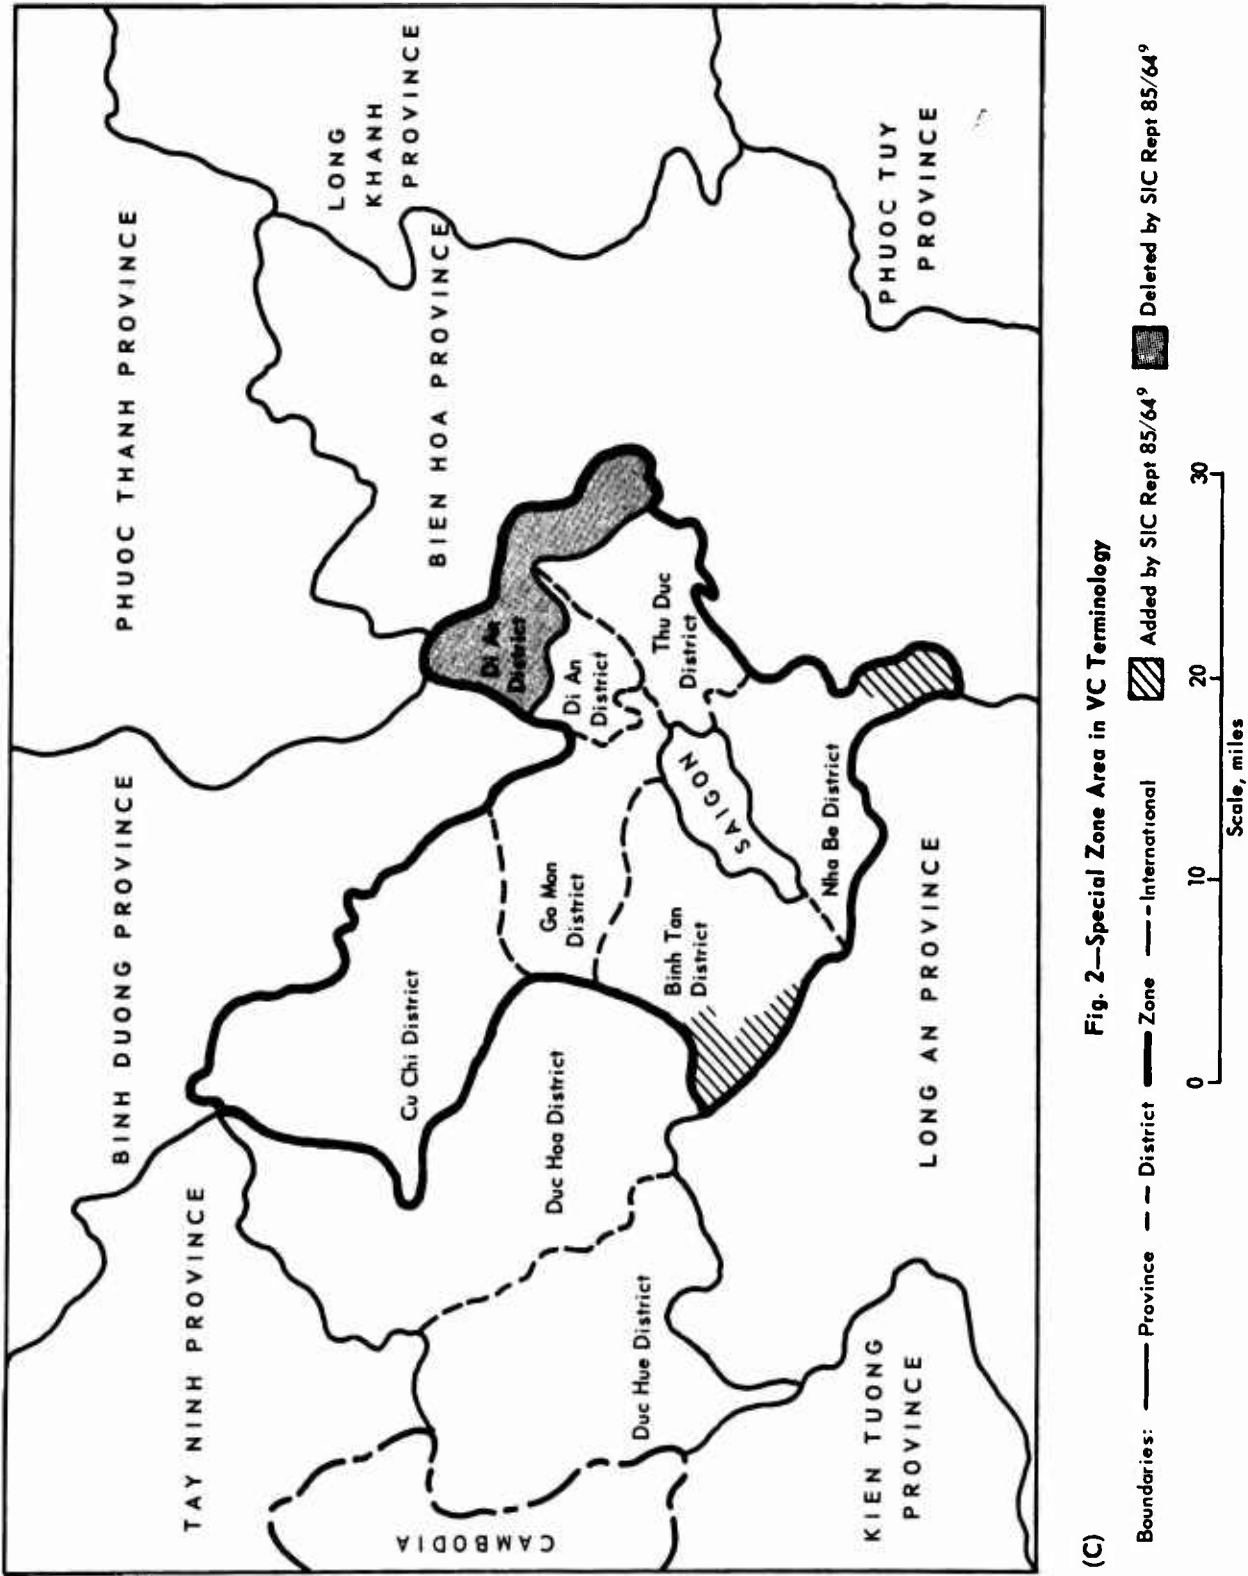 PHUOC THANH PROVINCE
LONG
KHANH
PROVINCE
BINH DUONG PROVINCE
BIEN HOA PROVINCE
TAY NINH PROVINCE
PHUOC TUY
PROVINCE
Di An
District
Di An
District
Thu Duc
District
Cu Chi District
Go Mon
District
SAIGON
Binh Tan
District
Nha Be District
Duc Hoa District
Duc Hue District
CAMBODIA
LONG AN PROVINCE
KIEN TUONG
PROVINCE
(C)
Fig. 2—Special Zone Area in VC Terminology
Boundaries: Province District Zone International Added by SIC Rept 85/64⁹ Deleted by SIC Rept 85/64⁹
0 10 20 30
Scale, miles